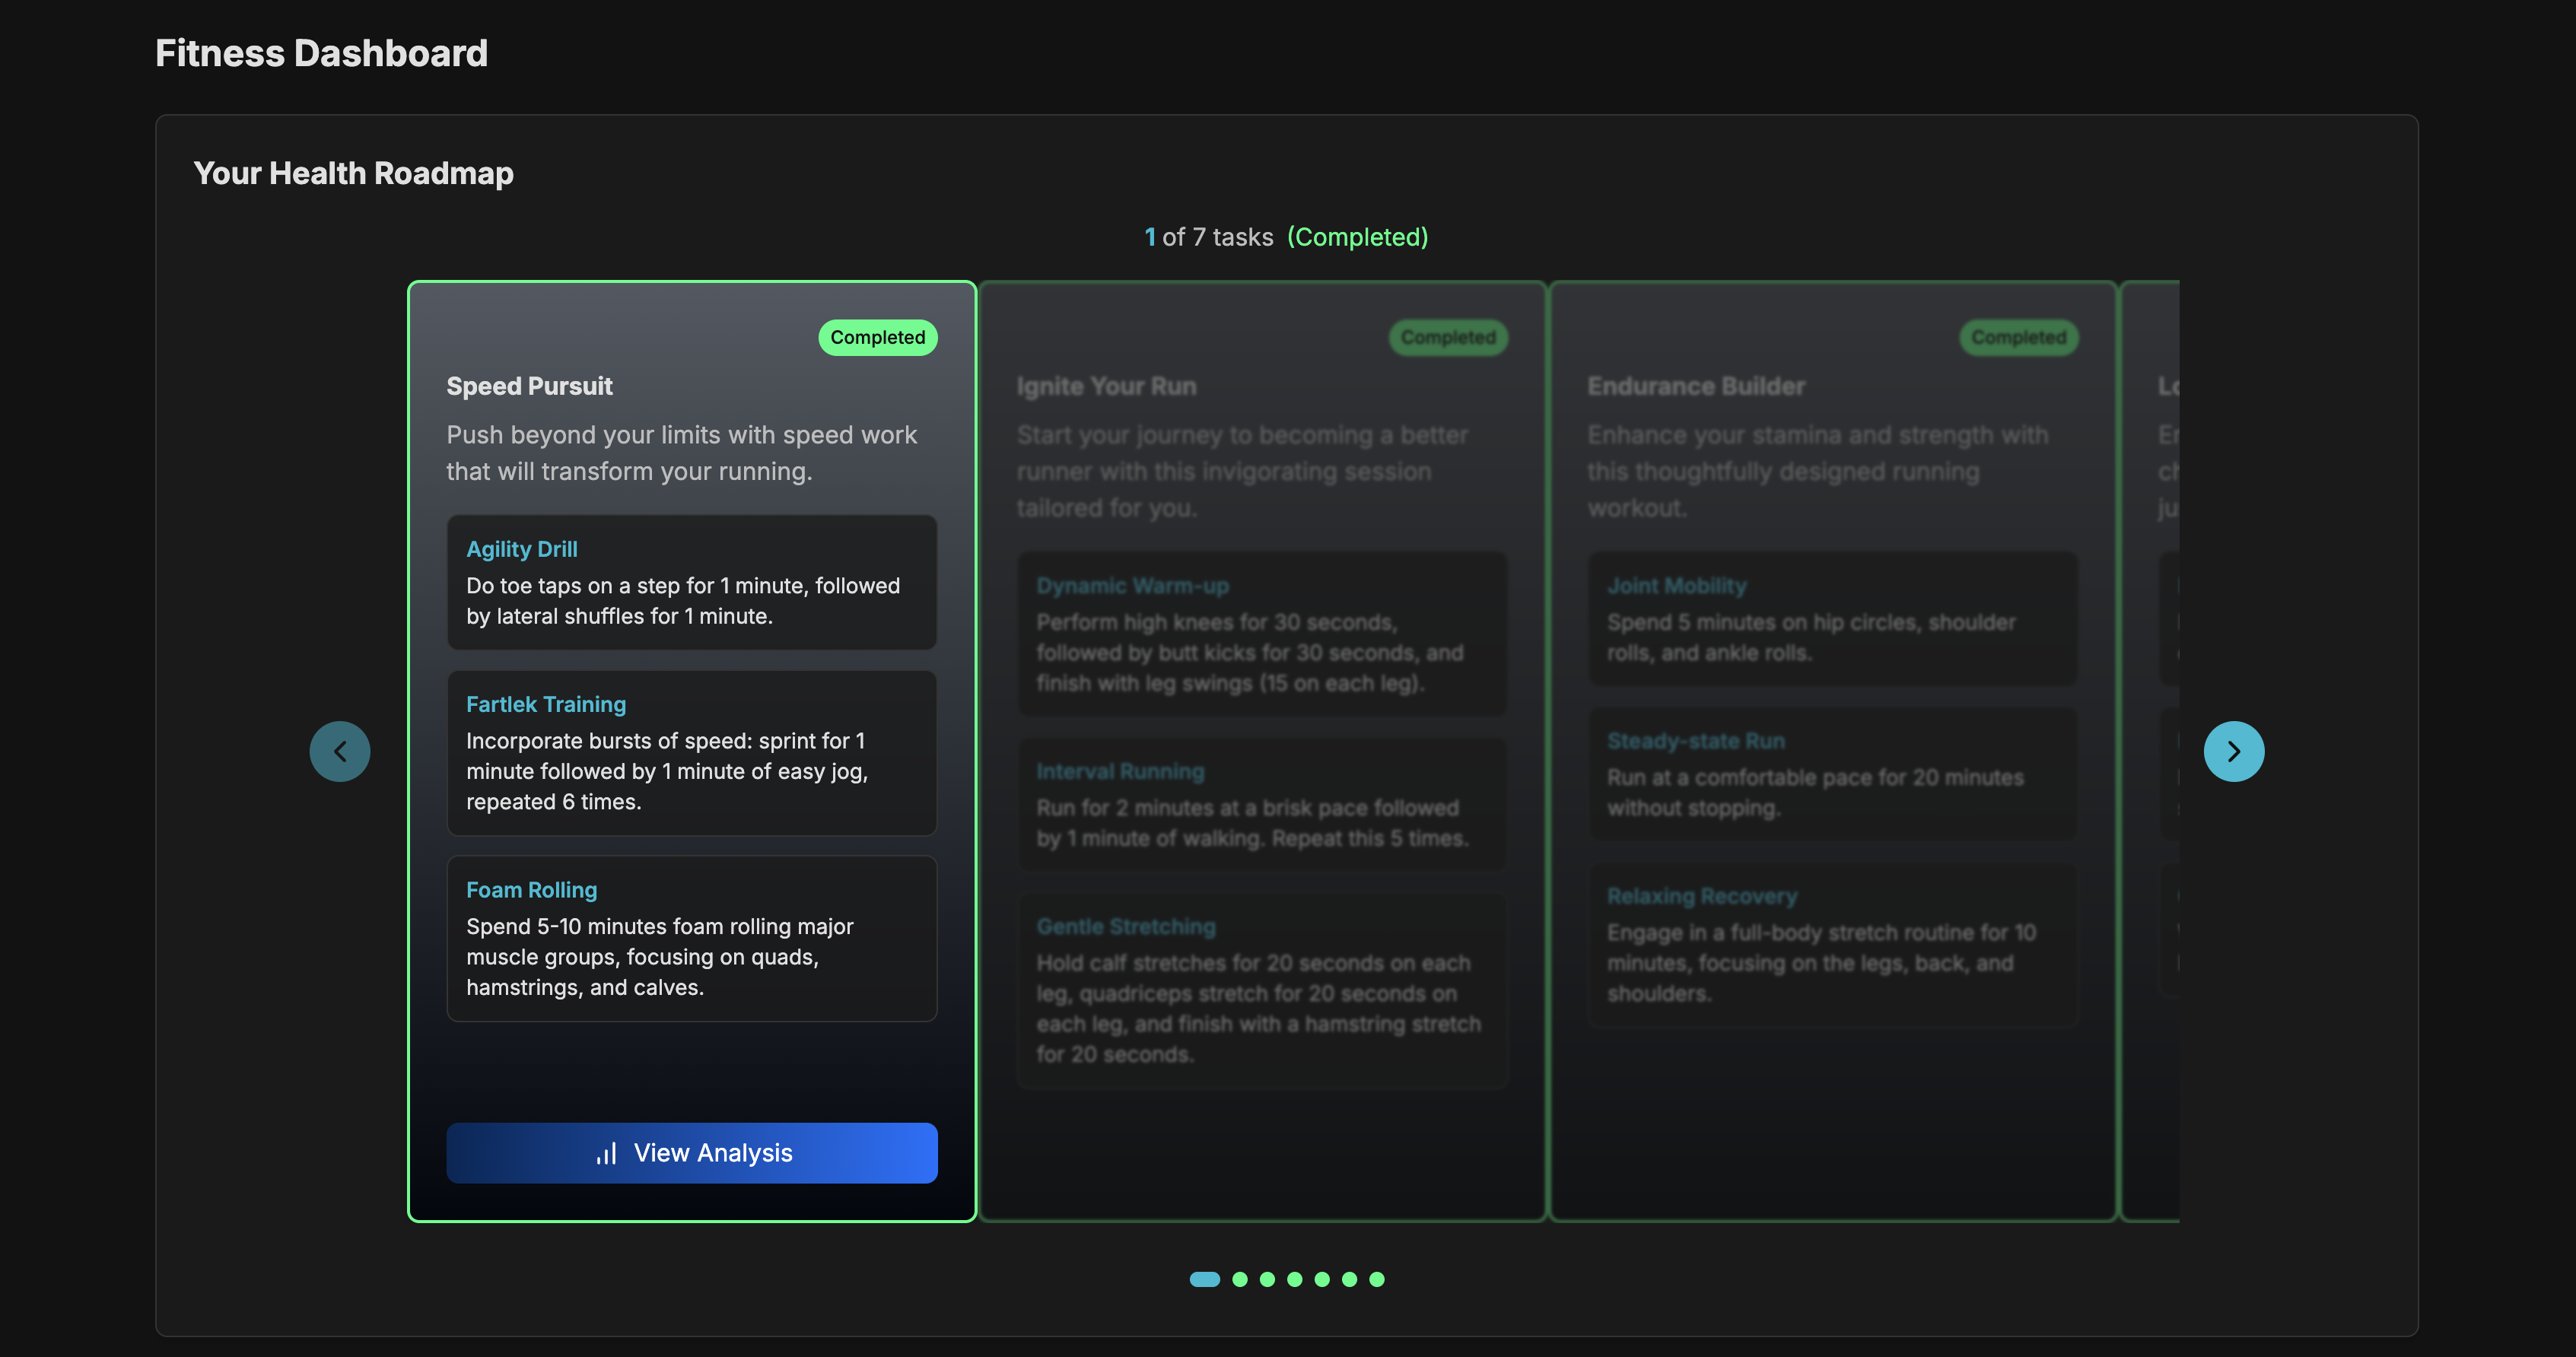 Fitness Dashboard
Your Health Roadmap
1 of 7 tasks (Completed)
Completed
Speed Pursuit
Push beyond your limits with speed work
that will transform your running.
Agility Drill
Do toe taps on a step for 1 minute, followed
by lateral shuffles for 1 minute.
Fartlek Training
Incorporate bursts of speed: sprint for 1
minute followed by 1 minute of easy jog,
repeated 6 times.
Foam Rolling
Spend 5-10 minutes foam rolling major
muscle groups, focusing on quads,
hamstrings, and calves.
View Analysis
Completed
Ignite Your Run
Start your journey to becoming a better
runner with this invigorating session
tailored for you.
Dynamic Warm-up
Perform high knees for 30 seconds,
followed by butt kicks for 30 seconds, and
finish with leg swings (15 on each leg).
Interval Running
Run for 2 minutes at a brisk pace followed
by 1 minute of walking. Repeat this 5 times.
Gentle Stretching
Hold calf stretches for 20 seconds on each
leg, quadriceps stretch for 20 seconds on
each leg, and finish with a hamstring stretch
for 20 seconds.
Completed
Endurance Builder
Enhance your stamina and strength with
this thoughtfully designed running
workout.
Joint Mobility
Spend 5 minutes on hip circles, shoulder
rolls, and ankle rolls.
Steady-state Run
Run at a comfortable pace for 20 minutes
without stopping.
Relaxing Recovery
Engage in a full-body stretch routine for 10
minutes, focusing on the legs, back, and
shoulders.